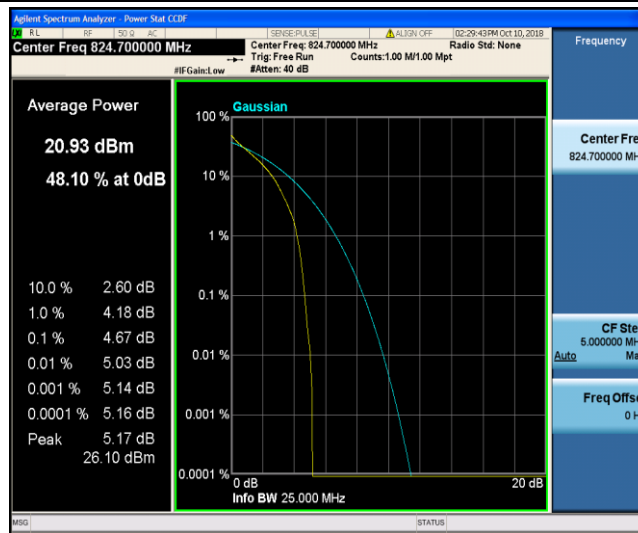 Agilent Spectrum Analyzer - Power Stat CCDF
RL RF 50 Ω AC SENSE:PULSE ALIGN OFF 02:29:43 PM Oct 10, 2018
Center Freq 824.700000 MHz
Center Freq: 824.700000 MHz Radio Std: None
Trig: Free Run Counts:1.00 M/1.00 Mpt
#IFGain:Low #Atten: 40 dB
Frequency
Average Power
20.93 dBm
48.10 % at 0dB
10.0 % 2.60 dB
1.0 % 4.18 dB
0.1 % 4.67 dB
0.01 % 5.03 dB
0.001 % 5.14 dB
0.0001 % 5.16 dB
Peak 5.17 dB
26.10 dBm
Gaussian
100 %
10 %
1 %
0.1 %
0.01 %
0.001 %
0.0001 %
0 dB 20 dB
Info BW 25.000 MHz
Center Fre
824.700000 MH
CF Ste
5.000000 MH
Auto Ma
Freq Offse
0 H
MSG STATUS